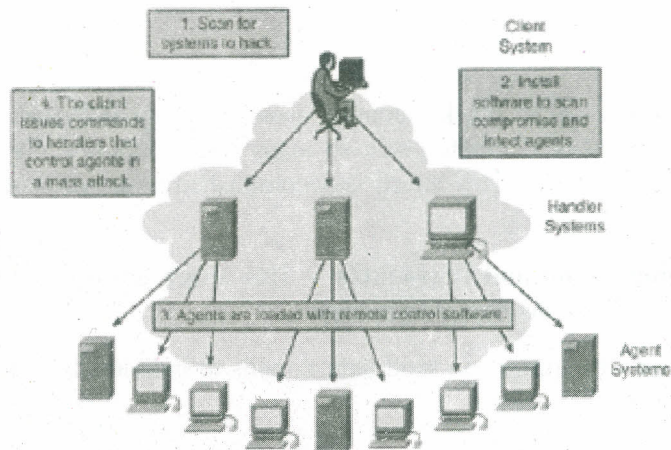 1. Scan for
systems to hack.
Client
System
4. The client
issues commands
to handlers that
control agents in
a mass attack.
2. Install
software to scan
compromise and
infect agents
Handler
Systems
3. Agents are loaded with remote control software.
Agent
Systems